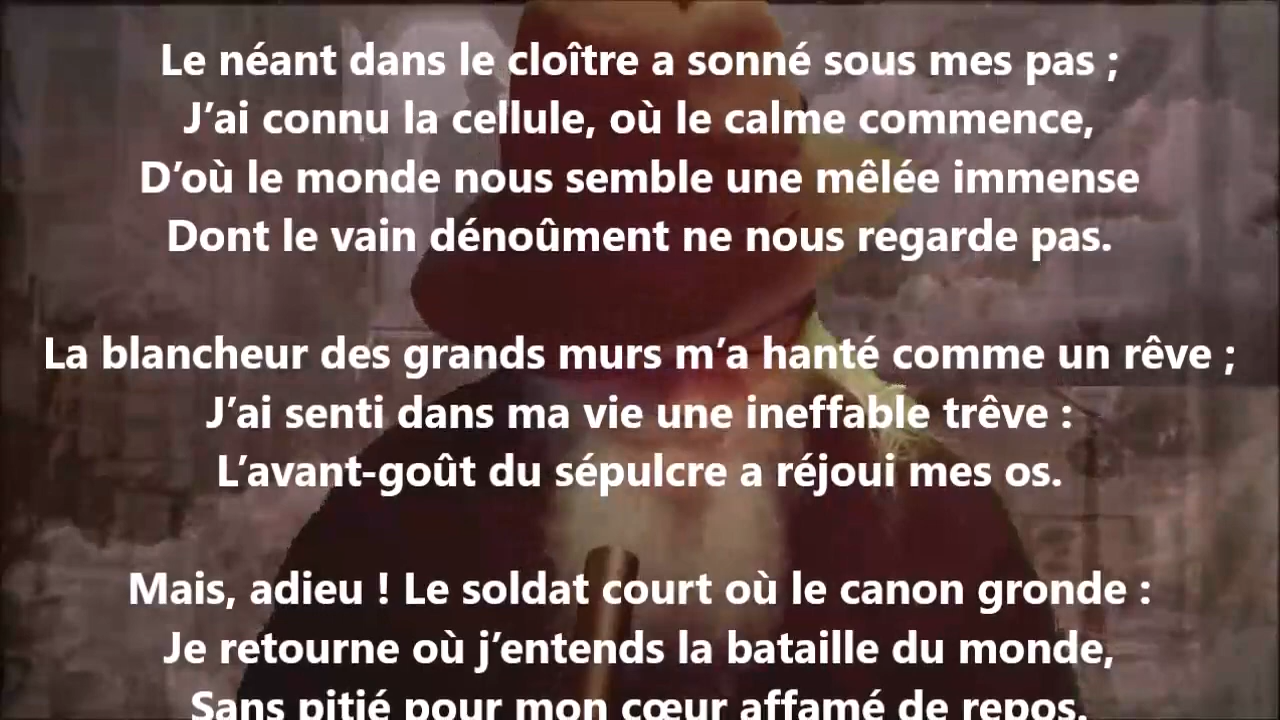 Le néant dans le cloître a sonné sous mes pas ;
J’ai connu la cellule, où le calme commence,
D’où le monde nous semble une mêlée immense
Dont le vain dénoûment ne nous regarde pas.
La blancheur des grands murs m’a hanté comme un rêve ;
J’ai senti dans ma vie une ineffable trêve :
L’avant-goût du sépulcre a réjoui mes os.
Mais, adieu ! Le soldat court où le canon gronde :
Je retourne où j’entends la bataille du monde,
Sans pitié pour mon cœur affamé de repos.